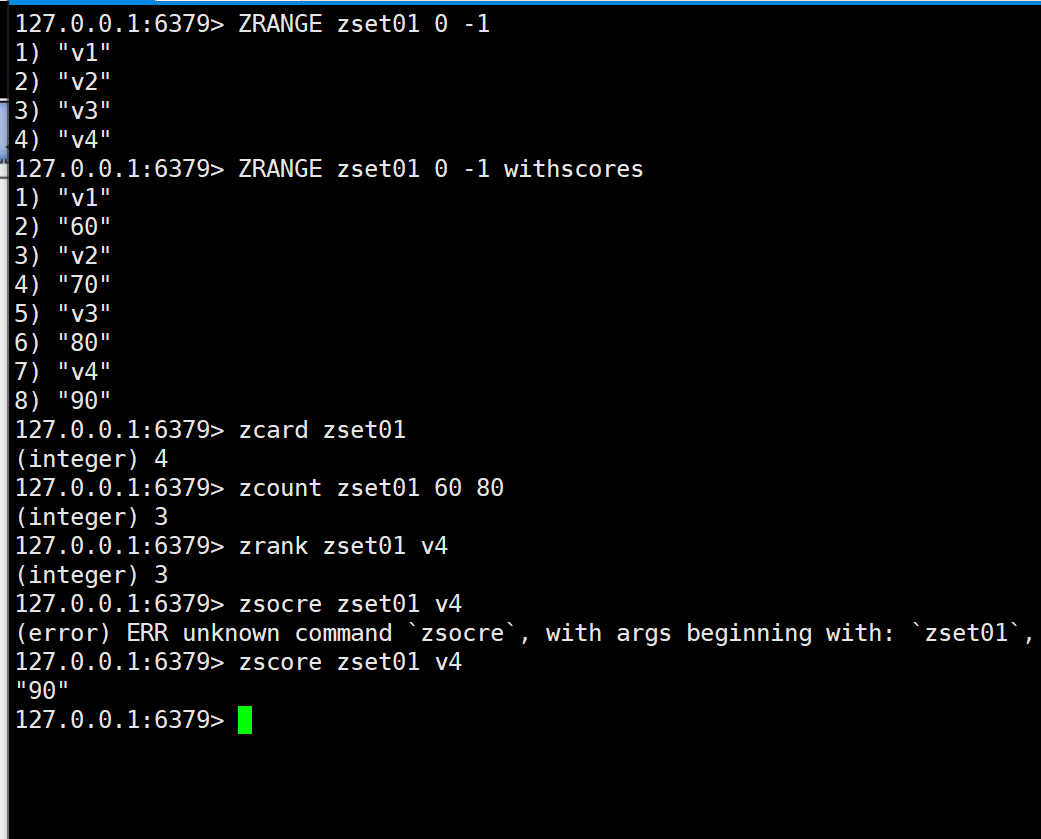 127.0.0.1:6379> ZRANGE zset01 0 -1
1) "v1"
2) "v2"
3) "v3"
4) "v4"
127.0.0.1:6379> ZRANGE zset01 0 -1 withscores
1) "v1"
2) "60"
3) "v2"
4) "70"
5) "v3"
6) "80"
7) "v4"
8) "90"
127.0.0.1:6379> zcard zset01
(integer) 4
127.0.0.1:6379> zcount zset01 60 80
(integer) 3
127.0.0.1:6379> zrank zset01 v4
(integer) 3
127.0.0.1:6379> zsocre zset01 v4
(error) ERR unknown command `zsocre`, with args beginning with: `zset01`,
127.0.0.1:6379> zscore zset01 v4
"90"
127.0.0.1:6379>